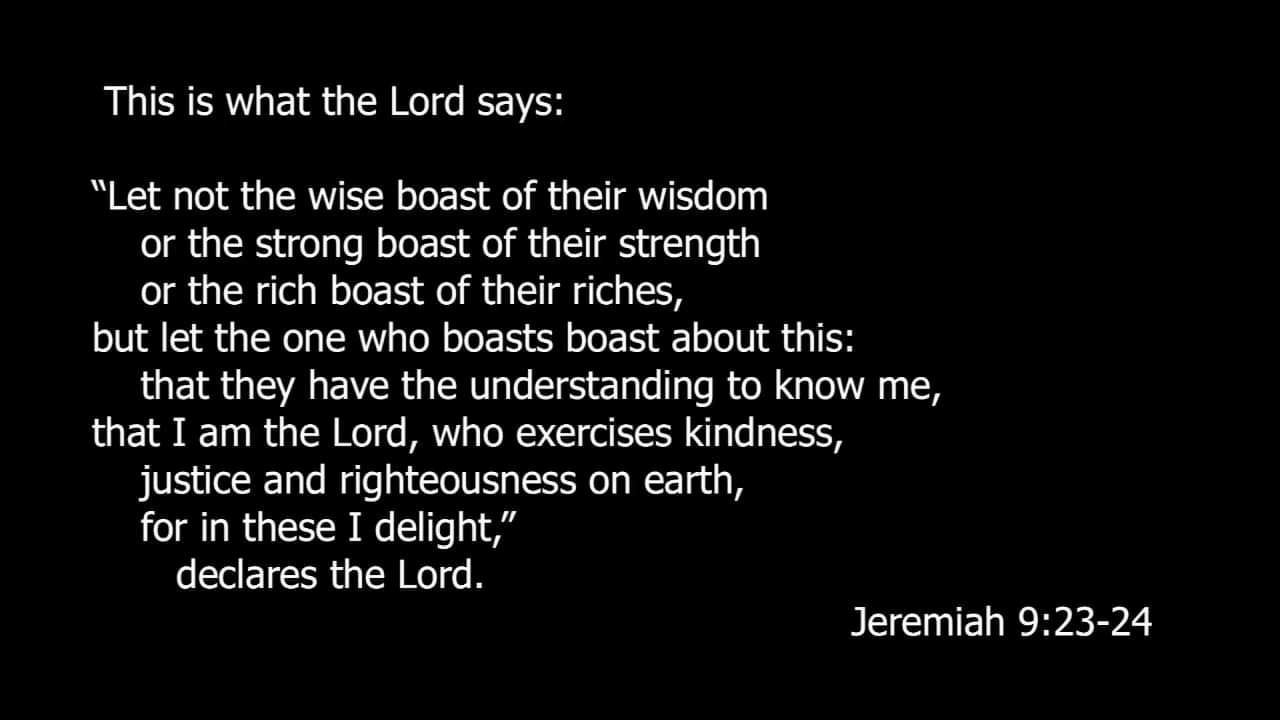 This is what the Lord says:
“Let not the wise boast of their wisdom
or the strong boast of their strength
or the rich boast of their riches,
but let the one who boasts boast about this:
that they have the understanding to know me,
that I am the Lord, who exercises kindness,
justice and righteousness on earth,
for in these I delight,”
declares the Lord.
Jeremiah 9:23-24